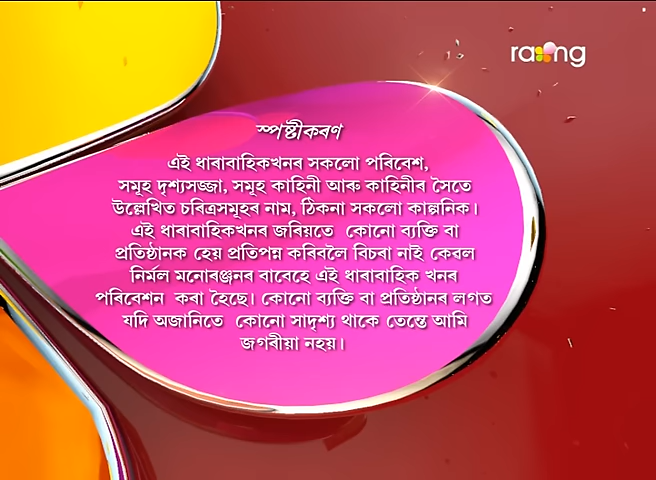 rang
স্পষ্টীকৰণ
এই ধাৰাবাহিকখনৰ সকলো পৰিবেশ,
সমূহ দৃশ্যসজ্জা, সমূহ কাহিনী আৰু কাহিনীৰ সৈতে
উল্লেখিত চৰিত্ৰসমূহৰ নাম, ঠিকনা সকলো কাল্পনিক।
এই ধাৰাবাহিকখনৰ জৰিয়তে কোনো ব্যক্তি বা
প্ৰতিষ্ঠানক হেয় প্ৰতিপন্ন কৰিবলৈ বিচৰা নাই কেৱল
নিৰ্মল মনোৰঞ্জনৰ বাবেহে এই ধাৰাবাহিক খনৰ
পৰিবেশন কৰা হৈছে। কোনো ব্যক্তি বা প্ৰতিষ্ঠানৰ লগত
যদি অজানিতে কোনো সাদৃশ্য থাকে তেন্তে আমি
জগৰীয়া নহয়।